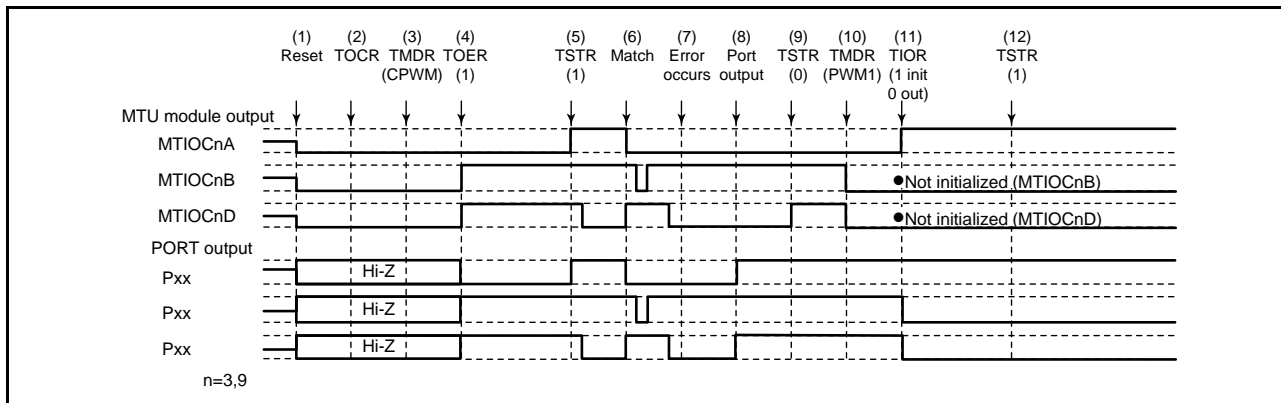 (1) (2) (3) (4) (5) (6) (7) (8) (9) (10) (11) (12)
Reset TOCR TMDR TOER TSTR Match Error Port TSTR TMDR TIOR TSTR
(CPWM) (1) (1) occurs output (0) (PWM1) (1 init (1)
0 out)
MTU module output
MTIOCnA
MTIOCnB
●Not initialized (MTIOCnB)
MTIOCnD
●Not initialized (MTIOCnD)
PORT output
Pxx Hi-Z
Pxx Hi-Z
Pxx Hi-Z
n=3,9